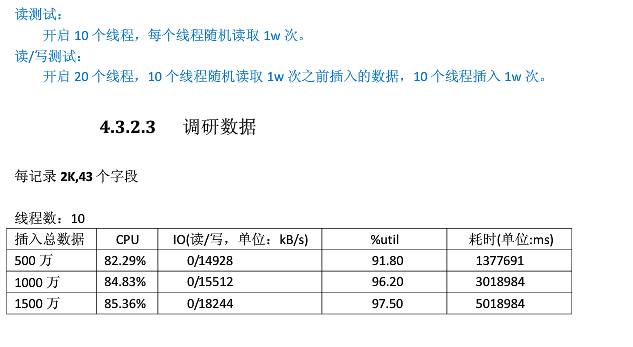 读测试：
开启 10 个线程，每个线程随机读取 1w 次。
读/写测试：
开启 20 个线程，10 个线程随机读取 1w 次之前插入的数据，10 个线程插入 1w 次。
4.3.2.3 调研数据
每记录 2K,43 个字段
线程数：10
插入总数据 CPU IO(读/写，单位：kB/s) %util 耗时(单位:ms)
500 万 82.29% 0/14928 91.80 1377691
1000 万 84.83% 0/15512 96.20 3018984
1500 万 85.36% 0/18244 97.50 5018984